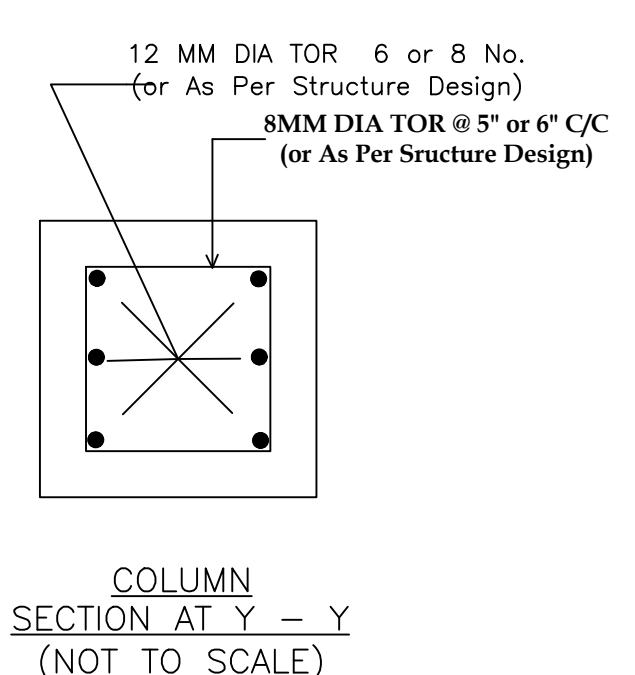 12 MM DIA TOR 6 or 8 No.
(or As Per Structure Design)
8MM DIA TOR @ 5" or 6" C/C
(or As Per Sructure Design)
COLUMN
SECTION AT Y – Y
(NOT TO SCALE)